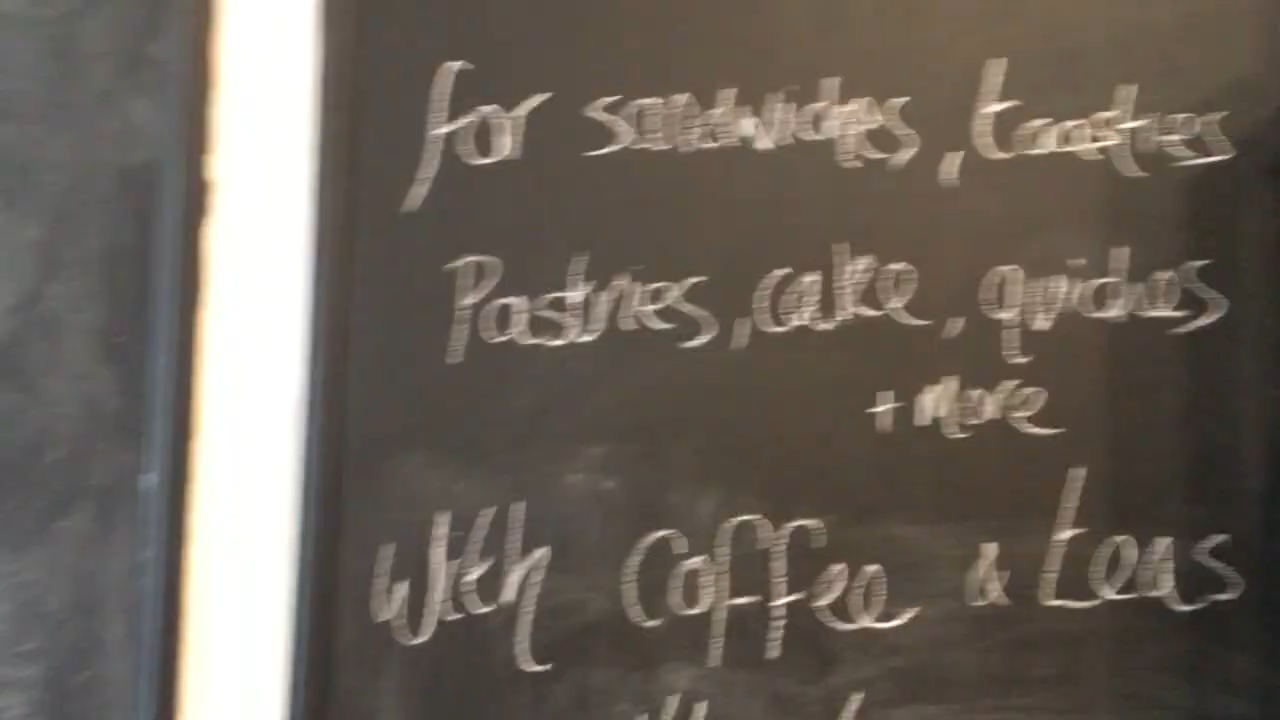 for sandwiches, toasties
Pastries, cake, quiches
+ More
With Coffee & teas